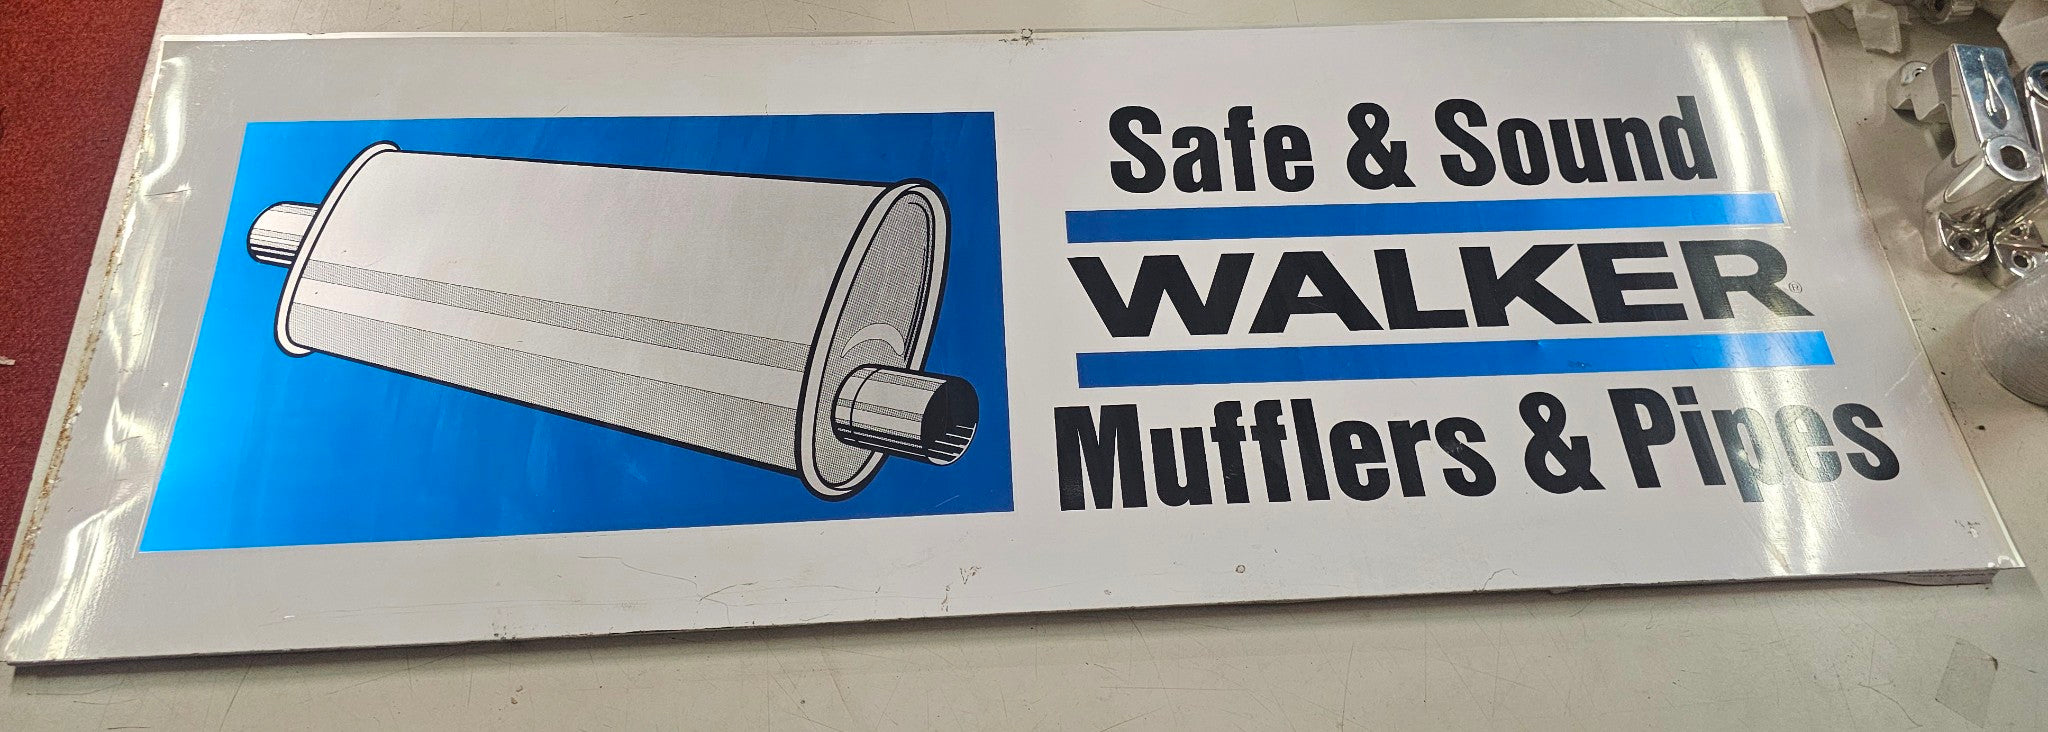 Safe & Sound
WALKER®
Mufflers & Pipes